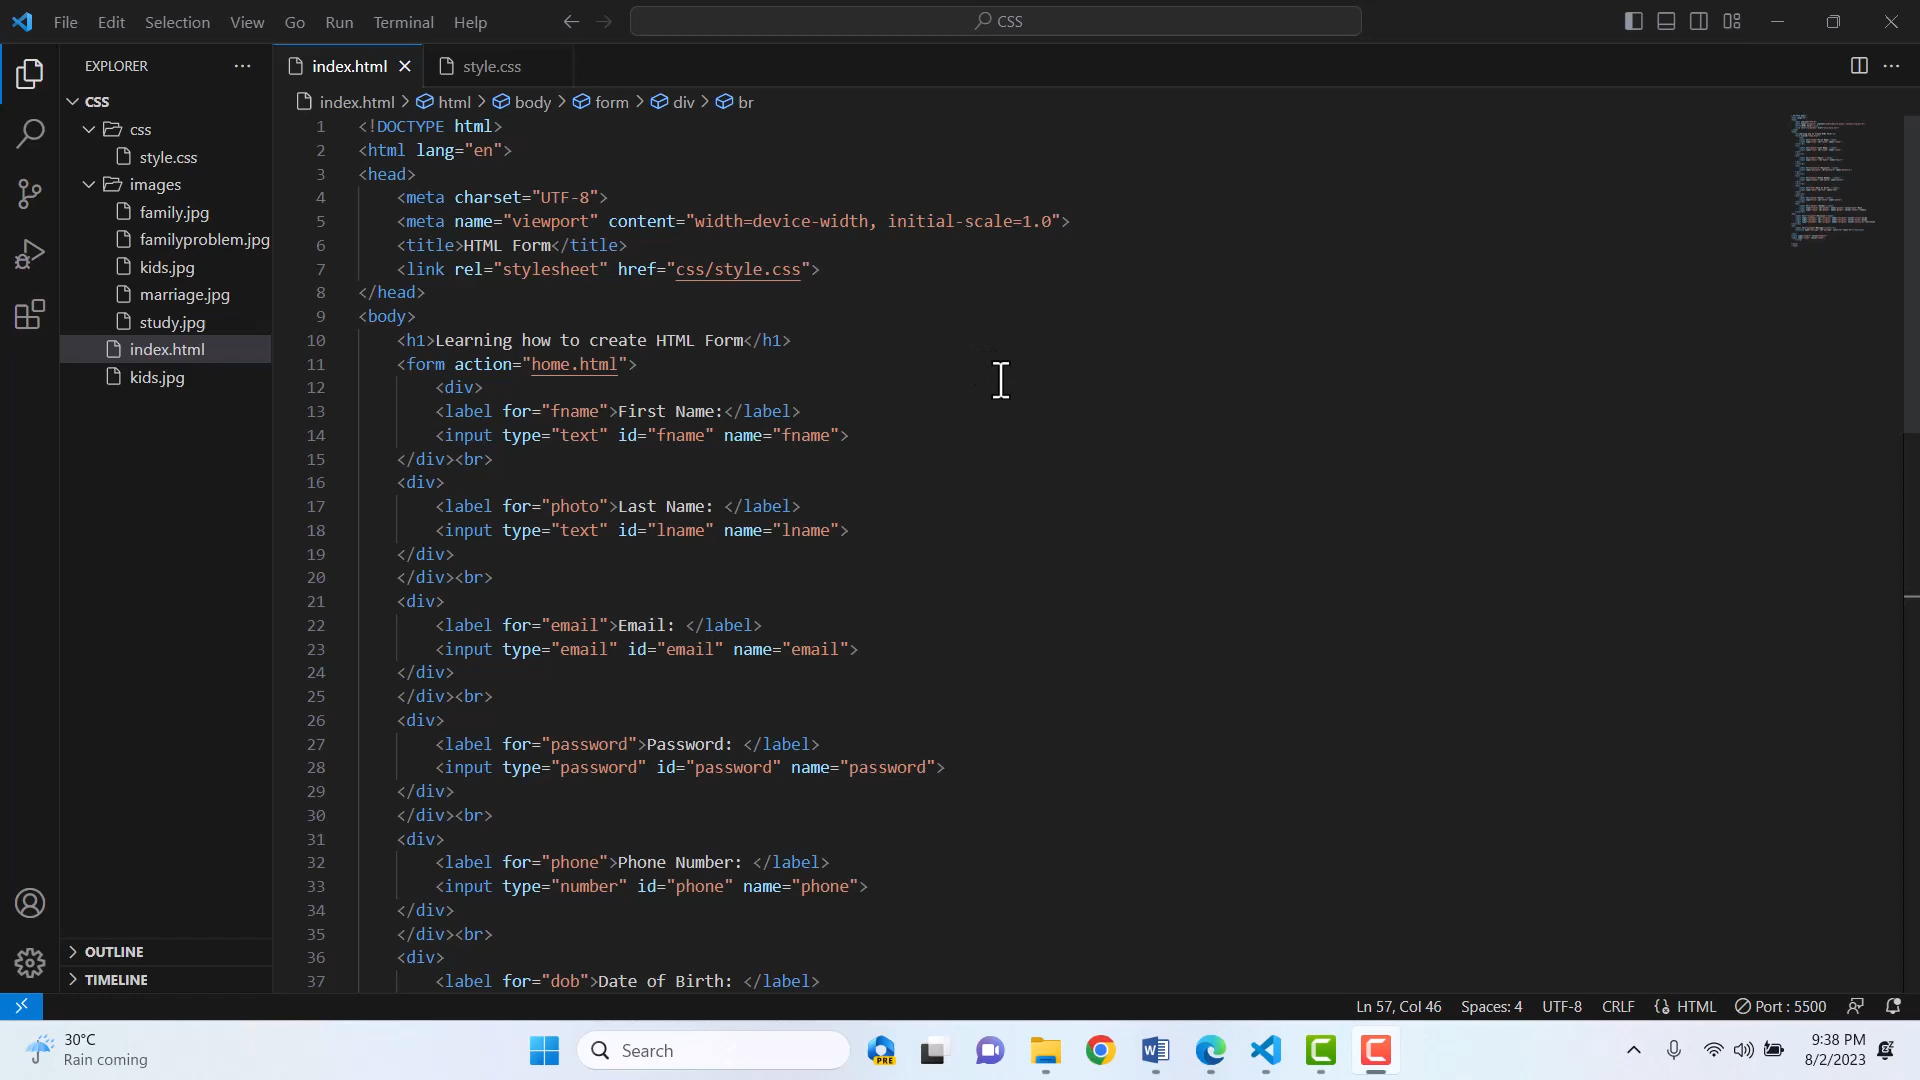 File Edit Selection View Go Run Terminal Help
CSS
EXPLORER
CSS
css
style.css
images
family.jpg
familyproblem.jpg
kids.jpg
marriage.jpg
study.jpg
index.html
kids.jpg
OUTLINE
TIMELINE
index.html style.css
index.html > html > body > form > div > br
1 <!DOCTYPE html>
2 <html lang="en">
3 <head>
4 <meta charset="UTF-8">
5 <meta name="viewport" content="width=device-width, initial-scale=1.0">
6 <title>HTML Form</title>
7 <link rel="stylesheet" href="css/style.css">
8 </head>
9 <body>
10 <h1>Learning how to create HTML Form</h1>
11 <form action="home.html">
12 <div>
13 <label for="fname">First Name:</label>
14 <input type="text" id="fname" name="fname">
15 </div><br>
16 <div>
17 <label for="photo">Last Name: </label>
18 <input type="text" id="lname" name="lname">
19 </div>
20 </div><br>
21 <div>
22 <label for="email">Email: </label>
23 <input type="email" id="email" name="email">
24 </div>
25 </div><br>
26 <div>
27 <label for="password">Password: </label>
28 <input type="password" id="password" name="password">
29 </div>
30 </div><br>
31 <div>
32 <label for="phone">Phone Number: </label>
33 <input type="number" id="phone" name="phone">
34 </div>
35 </div><br>
36 <div>
37 <label for="dob">Date of Birth: </label>
Ln 57, Col 46 Spaces: 4 UTF-8 CRLF HTML Port : 5500
30°C
Rain coming
Search
PRE
9:38 PM
8/2/2023